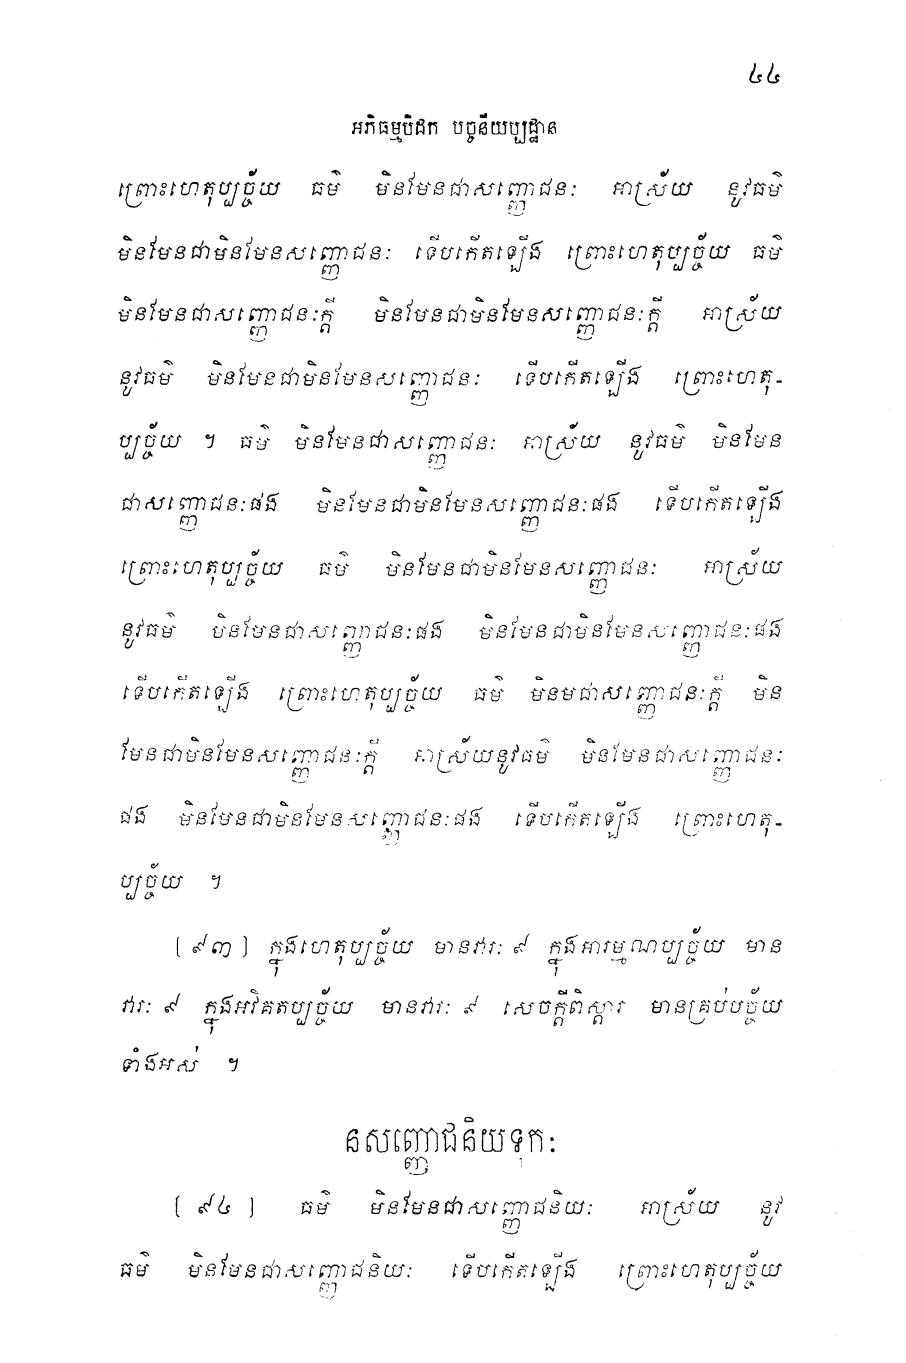 ៤៤
អភិធម្មបិដក បច្ចនីយប្បដ្ឋាន
ព្រោះហេតុប្បច្ច័យ ធម៌ មិនមែនជាសញ្ញោជនៈ អាស្រ័យ នូវធម៌
មិនមែនជាមិនមែនសញ្ញោជនៈ ទើបកើតឡើង ព្រោះហេតុប្បច្ច័យ ធម៌
មិនមែនជាសញ្ញោជនៈក្តី មិនមែនជាមិនមែនសញ្ញោជនៈក្តី អាស្រ័យ
នូវធម៌ មិនមែនជាមិនមែនសញ្ញោជនៈ ទើបកើតឡើង ព្រោះហេតុ-
ប្បច្ច័យ ។ ធម៌ មិនមែនជាសញ្ញោជនៈ អាស្រ័យ នូវធម៌ មិនមែន
ជាសញ្ញោជនៈផង មិនមែនជាមិនមែនសញ្ញោជនៈផង ទើបកើតឡើង
ព្រោះហេតុប្បច្ច័យ ធម៌ មិនមែនជាមិនមែនសញ្ញោជនៈ អាស្រ័យ
នូវធម៌ មិនមែនជាសញ្ញោជនៈផង មិនមែនជាមិនមែនសញ្ញោជនៈផង
ទើបកើតឡើង ព្រោះហេតុប្បច្ច័យ ធម៌ មិនមជាសញ្ញោជនៈក្តី មិន
មែនជាមិនមែនសញ្ញោជនៈក្តី អាស្រ័យនូវធម៌ មិនមែនជាសញ្ញោជនៈ
ផង មិនមែនជាមិនមែនសញ្ញោជនៈផង ទើបកើតឡើង ព្រោះហេតុ-
ប្បច្ច័យ ។
[៩៣] ក្នុងហេតុប្បច្ច័យ មានវារៈ ៩ ក្នុងអារម្មណប្បច្ច័យ មាន
វារៈ ៩ ក្នុងអវិគតប្បច្ច័យ មានវារៈ ៩ សេចក្តីពិស្តារ មានគ្រប់បច្ច័យ
ទាំងអស់ ។
នសញ្ញោជនិយទុកៈ
[៩៤] ធម៌ មិនមែនជាសញ្ញោជនិយៈ អាស្រ័យ នូវ
ធម៌ មិនមែនជាសញ្ញោជនិយៈ ទើបកើតឡើង ព្រោះហេតុប្បច្ច័យ